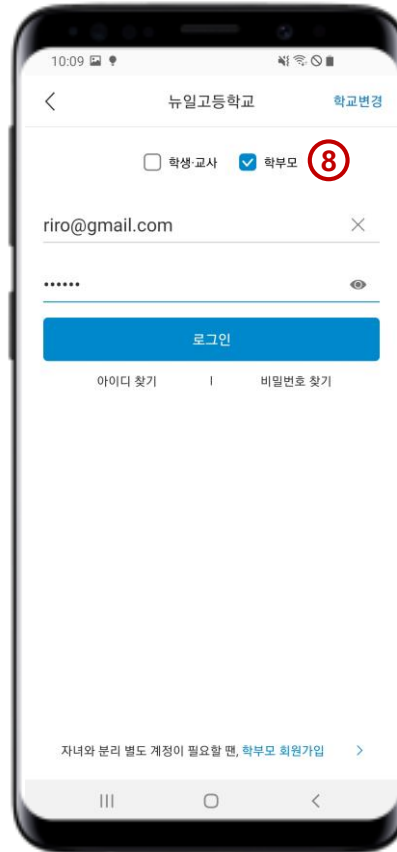 10:09
뉴일고등학교 학교변경
학생·교사 학부모 8
riro@gmail.com
••••••
로그인
아이디 찾기 | 비밀번호 찾기
자녀와 분리 별도 계정이 필요할 땐, 학부모 회원가입 >